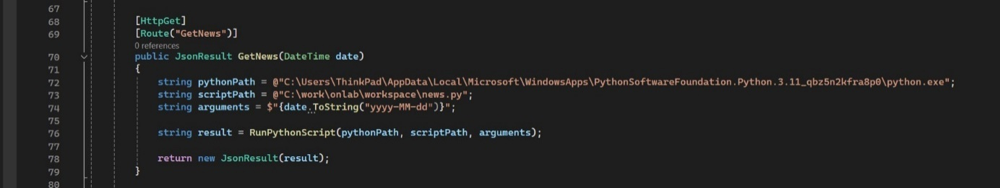 67
68 [HttpGet]
69 [Route("GetNews")]
0 references
70 public JsonResult GetNews(DateTime date)
71 {
72 string pythonPath = @"C:\Users\ThinkPad\AppData\Local\Microsoft\WindowsApps\PythonSoftwareFoundation.Python.3.11_qbz5n2kfra8p0\python.exe";
73 string scriptPath = @"C:\work\onlab\workspace\news.py";
74 string arguments = $"{date.ToString("yyyy-MM-dd")}";
75
76 string result = RunPythonScript(pythonPath, scriptPath, arguments);
77
78 return new JsonResult(result);
79 }
80